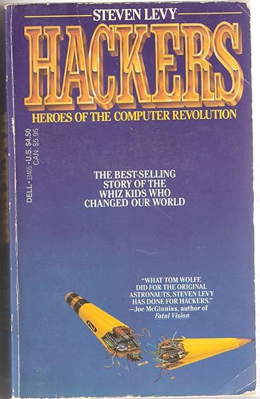 STEVEN LEVY
HACKERS
HEROES OF THE COMPUTER REVOLUTION
DELL • 13405 • U.S. $4.50
CAN. $5.95
THE BEST-SELLING
STORY OF THE
WHIZ KIDS WHO
CHANGED OUR WORLD
"WHAT TOM WOLFE
DID FOR THE ORIGINAL
ASTRONAUTS, STEVEN LEVY
HAS DONE FOR HACKERS."
—Joe McGinniss, author of
Fatal Vision